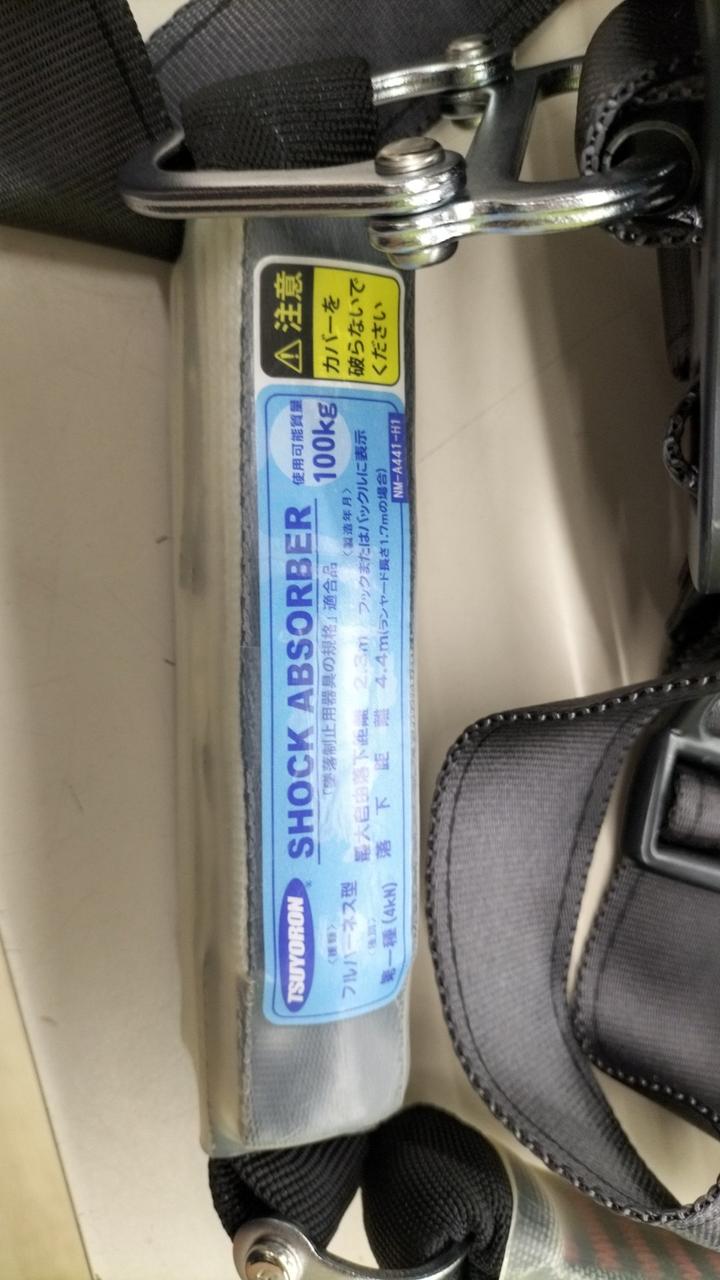 TSUYORON®
SHOCK ABSORBER
使用可能質量
100kg
「墜落制止用器具の規格」適合品
〈種類〉
フルハーネス型
〈種別〉
第一種(4kN)
〈製造年月〉
フックまたはバックルに表示
最大自由落下距離 2.3m
落下距離 4.4m(ランヤード長さ1.7mの場合)
NM-A441-H1
注意
カバーを
破らないで
ください